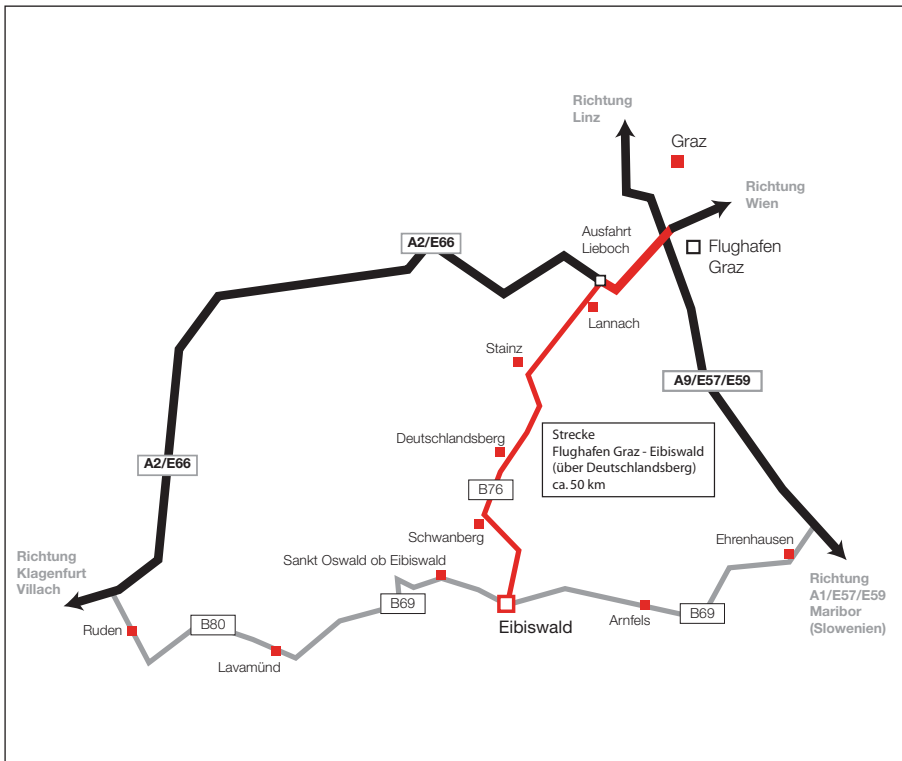 Richtung
Linz
Graz
Richtung
Wien
Ausfahrt
Lieboch
A2/E66
Flughafen
Graz
Lannach
Stainz
A9/E57/E59
Deutschlandsberg
Strecke
Flughafen Graz - Eibiswald
(über Deutschlandsberg)
ca. 50 km
A2/E66
B76
Schwanberg
Ehrenhausen
Sankt Oswald ob Eibiswald
Richtung
Klagenfurt
Villach
Richtung
A1/E57/E59
Maribor
(Slowenien)
B69
B69
Arnfels
Eibiswald
B80
Ruden
Lavamünd